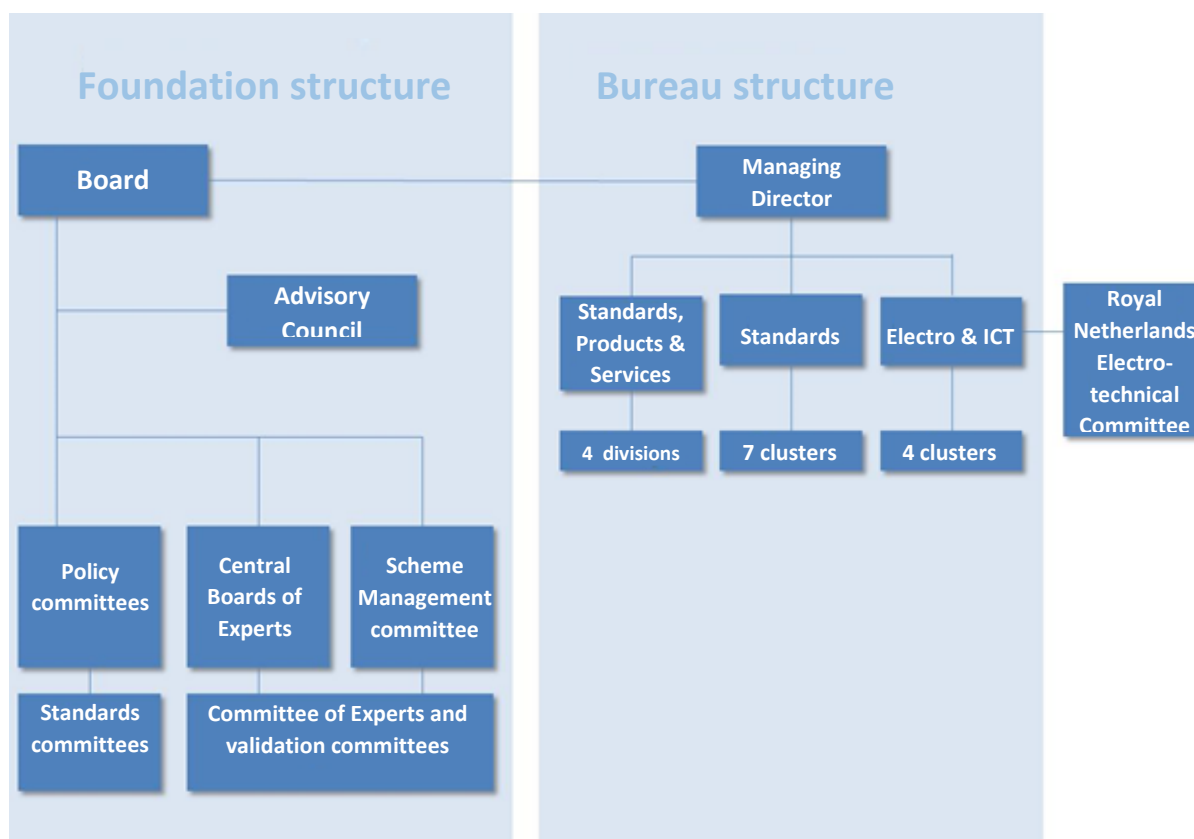 Foundation structure
Bureau structure
Board
Managing
Director
Advisory
Council
Standards,
Products &
Services
Standards
Electro & ICT
Royal
Netherlands
Electro-
technical
Committee
4 divisions
7 clusters
4 clusters
Policy
committees
Central
Boards of
Experts
Scheme
Management
committee
Standards
committees
Committee of Experts and
validation committees